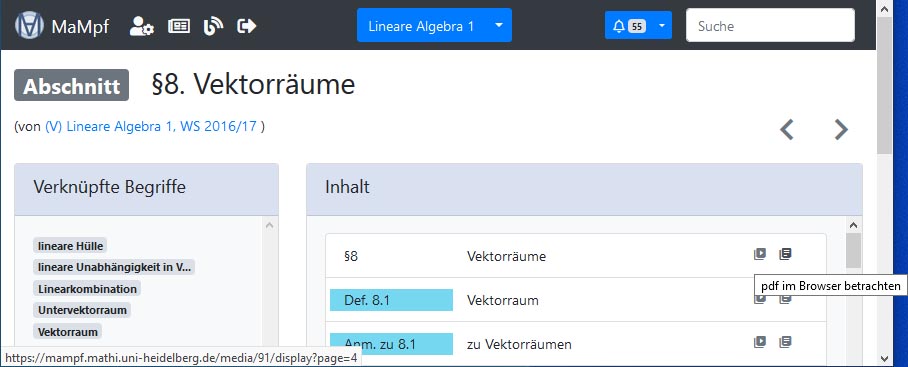 MaMpf
Lineare Algebra 1
55
Suche
Abschnitt §8. Vektorräume
(von (V) Lineare Algebra 1, WS 2016/17 )
Verknüpfte Begriffe
lineare Hülle
lineare Unabhängigkeit in V...
Linearkombination
Untervektorraum
Vektorraum
Inhalt
§8 Vektorräume
pdf im Browser betrachten
Def. 8.1 Vektorraum
Anm. zu 8.1 zu Vektorräumen
https://mampf.mathi.uni-heidelberg.de/media/91/display?page=4